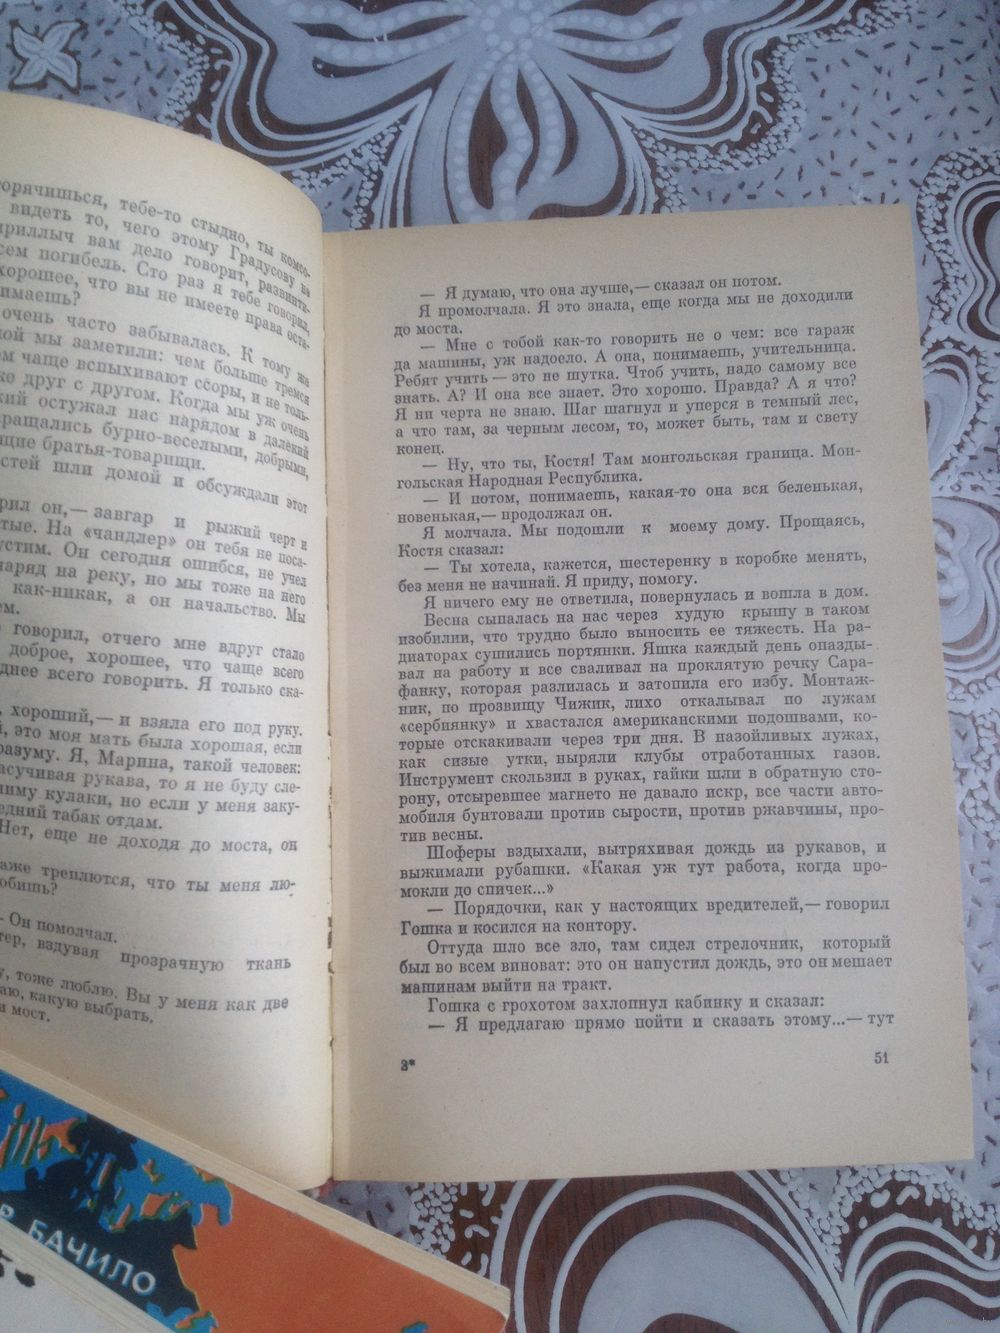 горячишься, тебе-то стыдно, ты комсо-
видеть то, чего этому Градусову не
вам дело говорит, развинти-
погибель. Сто раз я тебе говорил,
хорошее, что вы не имеете права оста-
очень часто забывалась. К тому же
мы заметили: чем больше тремся
чаще вспыхивают ссоры, и не толь-
друг с другом. Когда мы уж очень
остужал нас нарядом в далекий
бурно-веселыми, добрыми,
братья-товарищи.
шли домой и обсуждали этот
он,— завгар и рыжий черт и
На «чандлер» он тебя не поса-
Он сегодня ошибся, не учел
наряд на реку, но мы тоже на него
как-никак, а он начальство. Мы
говорил, отчего мне вдруг стало
доброе, хорошее, что чаще всего
всего говорить. Я только ска-
хороший,— и взяла его под руку.
это моя мать была хорошая, если
Я, Марина, такой человек:
рукава, то я не буду сле-
кулаки, но если у меня заку-
табак отдам.
Нет, еще не доходя до моста, он
треплются, что ты меня лю-
— Он помолчал.
вздувая прозрачную ткань
тоже люблю. Вы у меня как две
какую выбрать.
мост.
— Я думаю, что она лучше,— сказал он потом.
Я промолчала. Я это знала, еще когда мы не доходили
до моста.
— Мне с тобой как-то говорить не о чем: все гараж
да машины, уж надоело. А она, понимаешь, учительница.
Ребят учить — это не шутка. Чтоб учить, надо самому все
знать. А? И она все знает. Это хорошо. Правда? А я что?
Я ни черта не знаю. Шаг шагнул и уперся в темный лес,
а что там, за черным лесом, то, может быть, там и свету
конец.
— Ну, что ты, Костя! Там монгольская граница. Мон-
гольская Народная Республика.
— И потом, понимаешь, какая-то она вся беленькая,
новенькая,— продолжал он.
Я молчала. Мы подошли к моему дому. Прощаясь,
Костя сказал:
— Ты хотела, кажется, шестеренку в коробке менять,
без меня не начинай. Я приду, помогу.
Я ничего ему не ответила, повернулась и вошла в дом.
Весна сыпалась на нас через худую крышу в таком
изобилии, что трудно было выносить ее тяжесть. На ра-
диаторах сушились портянки. Яшка каждый день опазды-
вал на работу и все сваливал на проклятую речку Сара-
фанку, которая разлилась и затопила его избу. Монтаж-
ник, по прозвищу Чижик, лихо откалывал по лужам
«сербиянку» и хвастался американскими подошвами, ко-
торые отскакивали через три дня. В назойливых лужах,
как сизые утки, ныряли клубы отработанных газов.
Инструмент скользил в руках, гайки шли в обратную сто-
рону, отсыревшее магнето не давало искр, все части авто-
мобиля бунтовали против сырости, против ржавчины, про-
тив весны.
Шоферы вздыхали, вытряхивая дождь из рукавов, и
выжимали рубашки. «Какая уж тут работа, когда про-
мокли до спичек...»
— Порядочки, как у настоящих вредителей,— говорил
Гошка и косился на контору.
Оттуда шло все зло, там сидел стрелочник, который
был во всем виноват: это он напустил дождь, это он мешает
машинам выйти на тракт.
Гошка с грохотом захлопнул кабинку и сказал:
— Я предлагаю прямо пойти и сказать этому...— тут
3*
51
БАЧИЛО